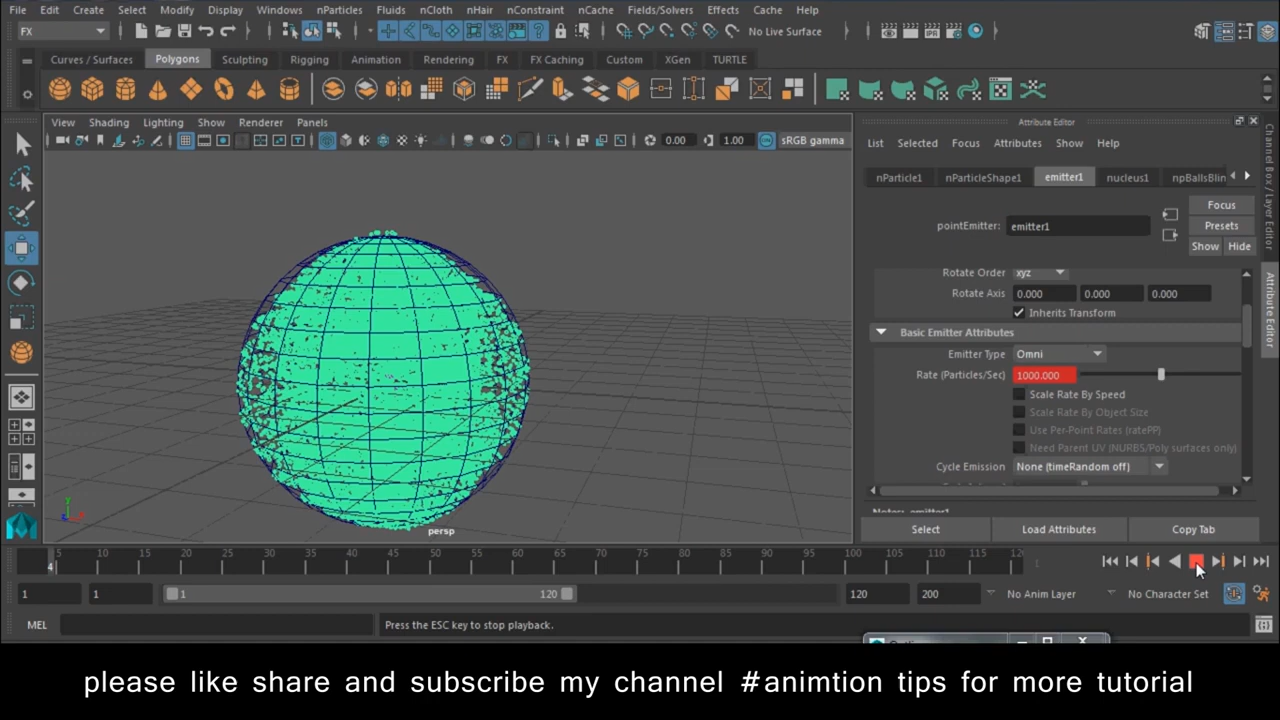 File Edit Create Select Modify Display Windows nParticles Fluids nCloth nHair nConstraint nCache Fields/Solvers Effects Cache Help
FX No Live Surface
Curves / Surfaces Polygons Sculpting Rigging Animation Rendering FX FX Caching Custom XGen TURTLE
View Shading Lighting Show Renderer Panels
0.00 1.00 sRGB gamma
persp
Attribute Editor
List Selected Focus Attributes Show Help
nParticle1 nParticleShape1 emitter1 nucleus1 npBallsBlin
pointEmitter: emitter1
Focus
Presets
Show Hide
Rotate Order xyz
Rotate Axis 0.000 0.000 0.000
Inherits Transform
Basic Emitter Attributes
Emitter Type Omni
Rate (Particles/Sec) 1000.000
Scale Rate By Speed
Scale Rate By Object Size
Use Per-Point Rates (ratePP)
Need Parent UV (NURBS/Poly surfaces only)
Cycle Emission None (timeRandom off)
Select Load Attributes Copy Tab
Channel Box / Layer Editor
Attribute Editor
5 10 15 20 25 30 35 40 45 50 55 60 65 70 75 80 85 90 95 100 105 110 115 12
4
1 1 1 120 120 200 No Anim Layer No Character Set
MEL Press the ESC key to stop playback.
please like share and subscribe my channel #animtion tips for more tutorial